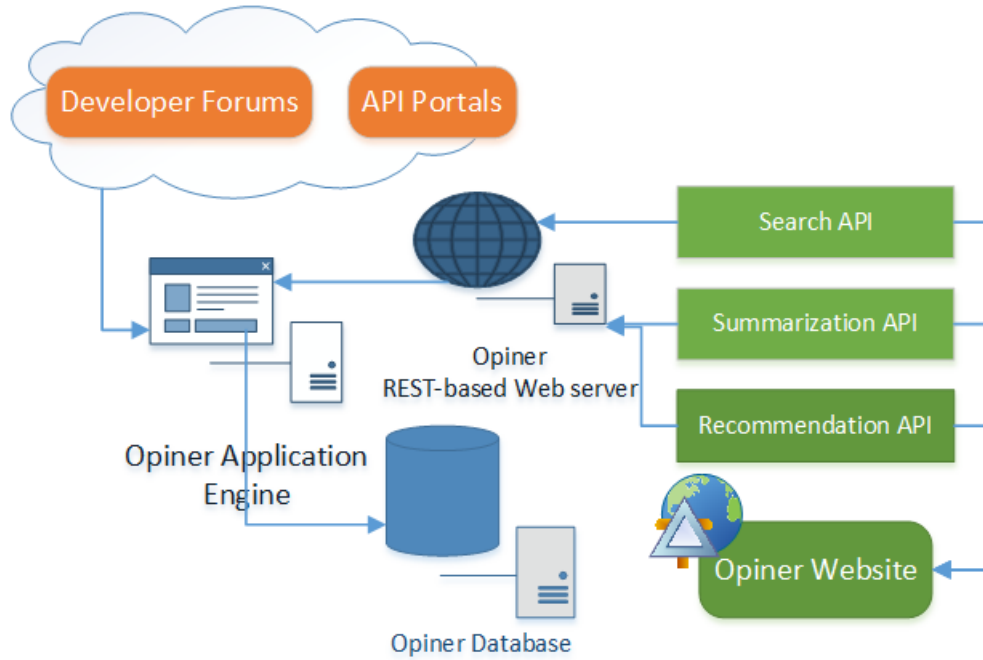 Developer Forums
API Portals
Search API
Summarization API
Opiner
REST-based Web server
Recommendation API
Opiner Application
Engine
Opiner Website
Opiner Database